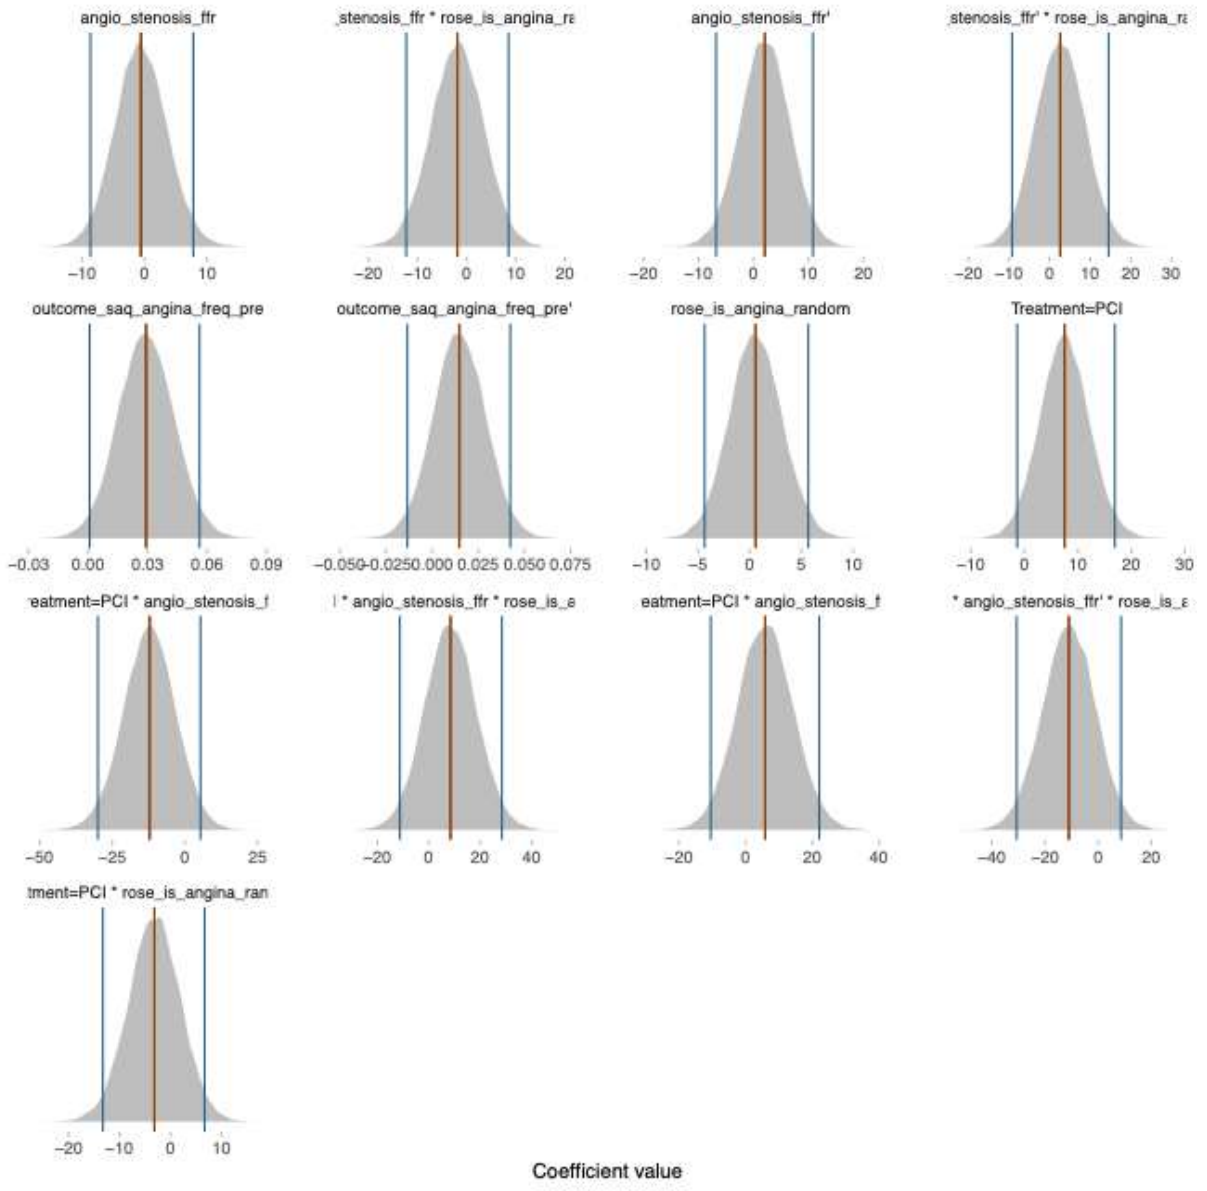 angio_stenosis_ffr
_stenosis_ffr * rose_is_angina_ra
angio_stenosis_ffr'
_stenosis_ffr' * rose_is_angina_ra
−10 0 10
−20 −10 0 10 20
−20 −10 0 10 20
−20 −10 0 10 20 30
outcome_saq_angina_freq_pre
outcome_saq_angina_freq_pre'
rose_is_angina_random
Treatment=PCI
−0.03 0.00 0.03 0.06 0.09
−0.050 −0.025 0.000 0.025 0.050 0.075
−10 −5 0 5 10
−10 0 10 20 30
eatment=PCI * angio_stenosis_f
* angio_stenosis_ffr * rose_is_a
eatment=PCI * angio_stenosis_f
* angio_stenosis_ffr' * rose_is_a
−50 −25 0 25
−20 0 20 40
−20 0 20 40
−40 −20 0 20
tment=PCI * rose_is_angina_ran
−20 −10 0 10
Coefficient value